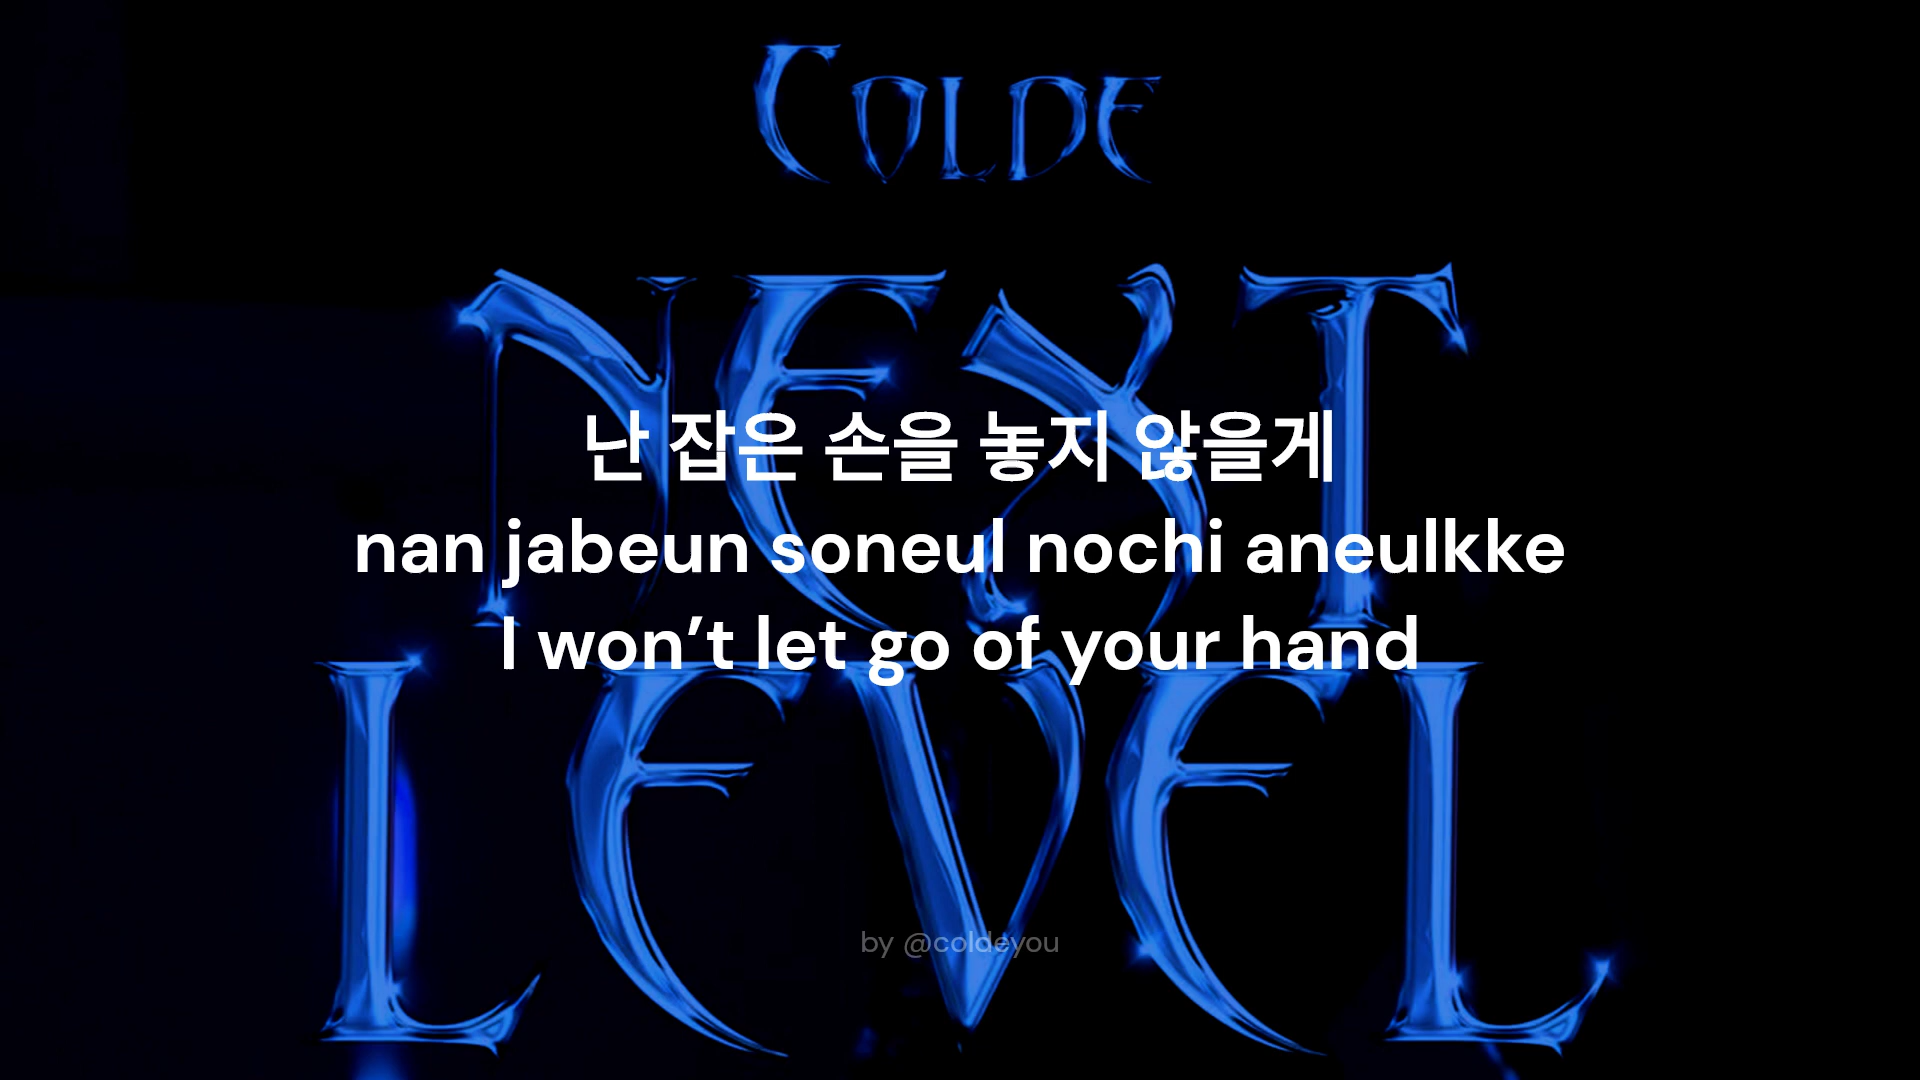 COLDE
NEXT
LEVEL
난 잡은 손을 놓지 않을게
nan jabeun soneul nochi aneulkke
I won’t let go of your hand
by @coldeyou